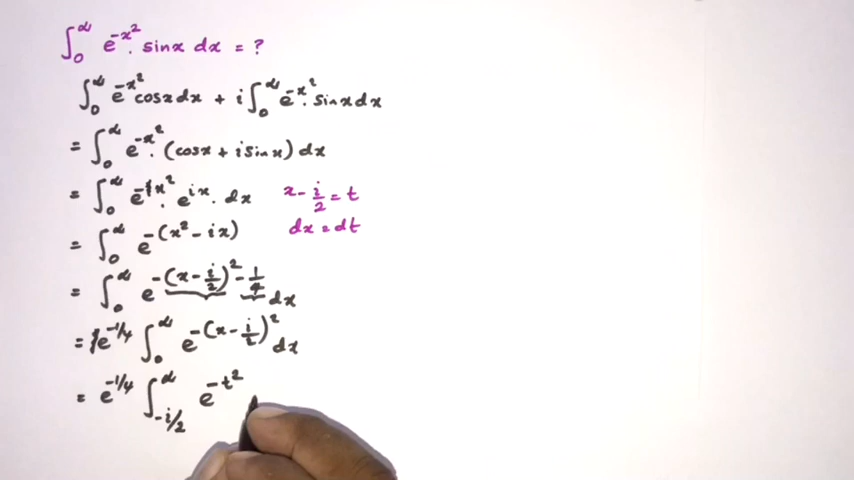 ∫₀^∝ e^{-x²}. sinx dx = ?
∫₀^∝ e^{-x²} cosx dx + i ∫₀^∝ e^{-x²}. sinx dx
= ∫₀^∝ e^{-x²}. (cosx + i sinx) dx
= ∫₀^∝ e^{-x²}. e^{ix}. dx
x - i/2 = t
= ∫₀^∝ e^{-(x² - ix)}
dx = dt
= ∫₀^∝ e^{-(x - i/2)² - 1/4} dx
= e^{-1/4} ∫₀^∝ e^{-(x - i/2)²} dx
= e^{-1/4} ∫_{-i/2}^∝ e^{-t²}